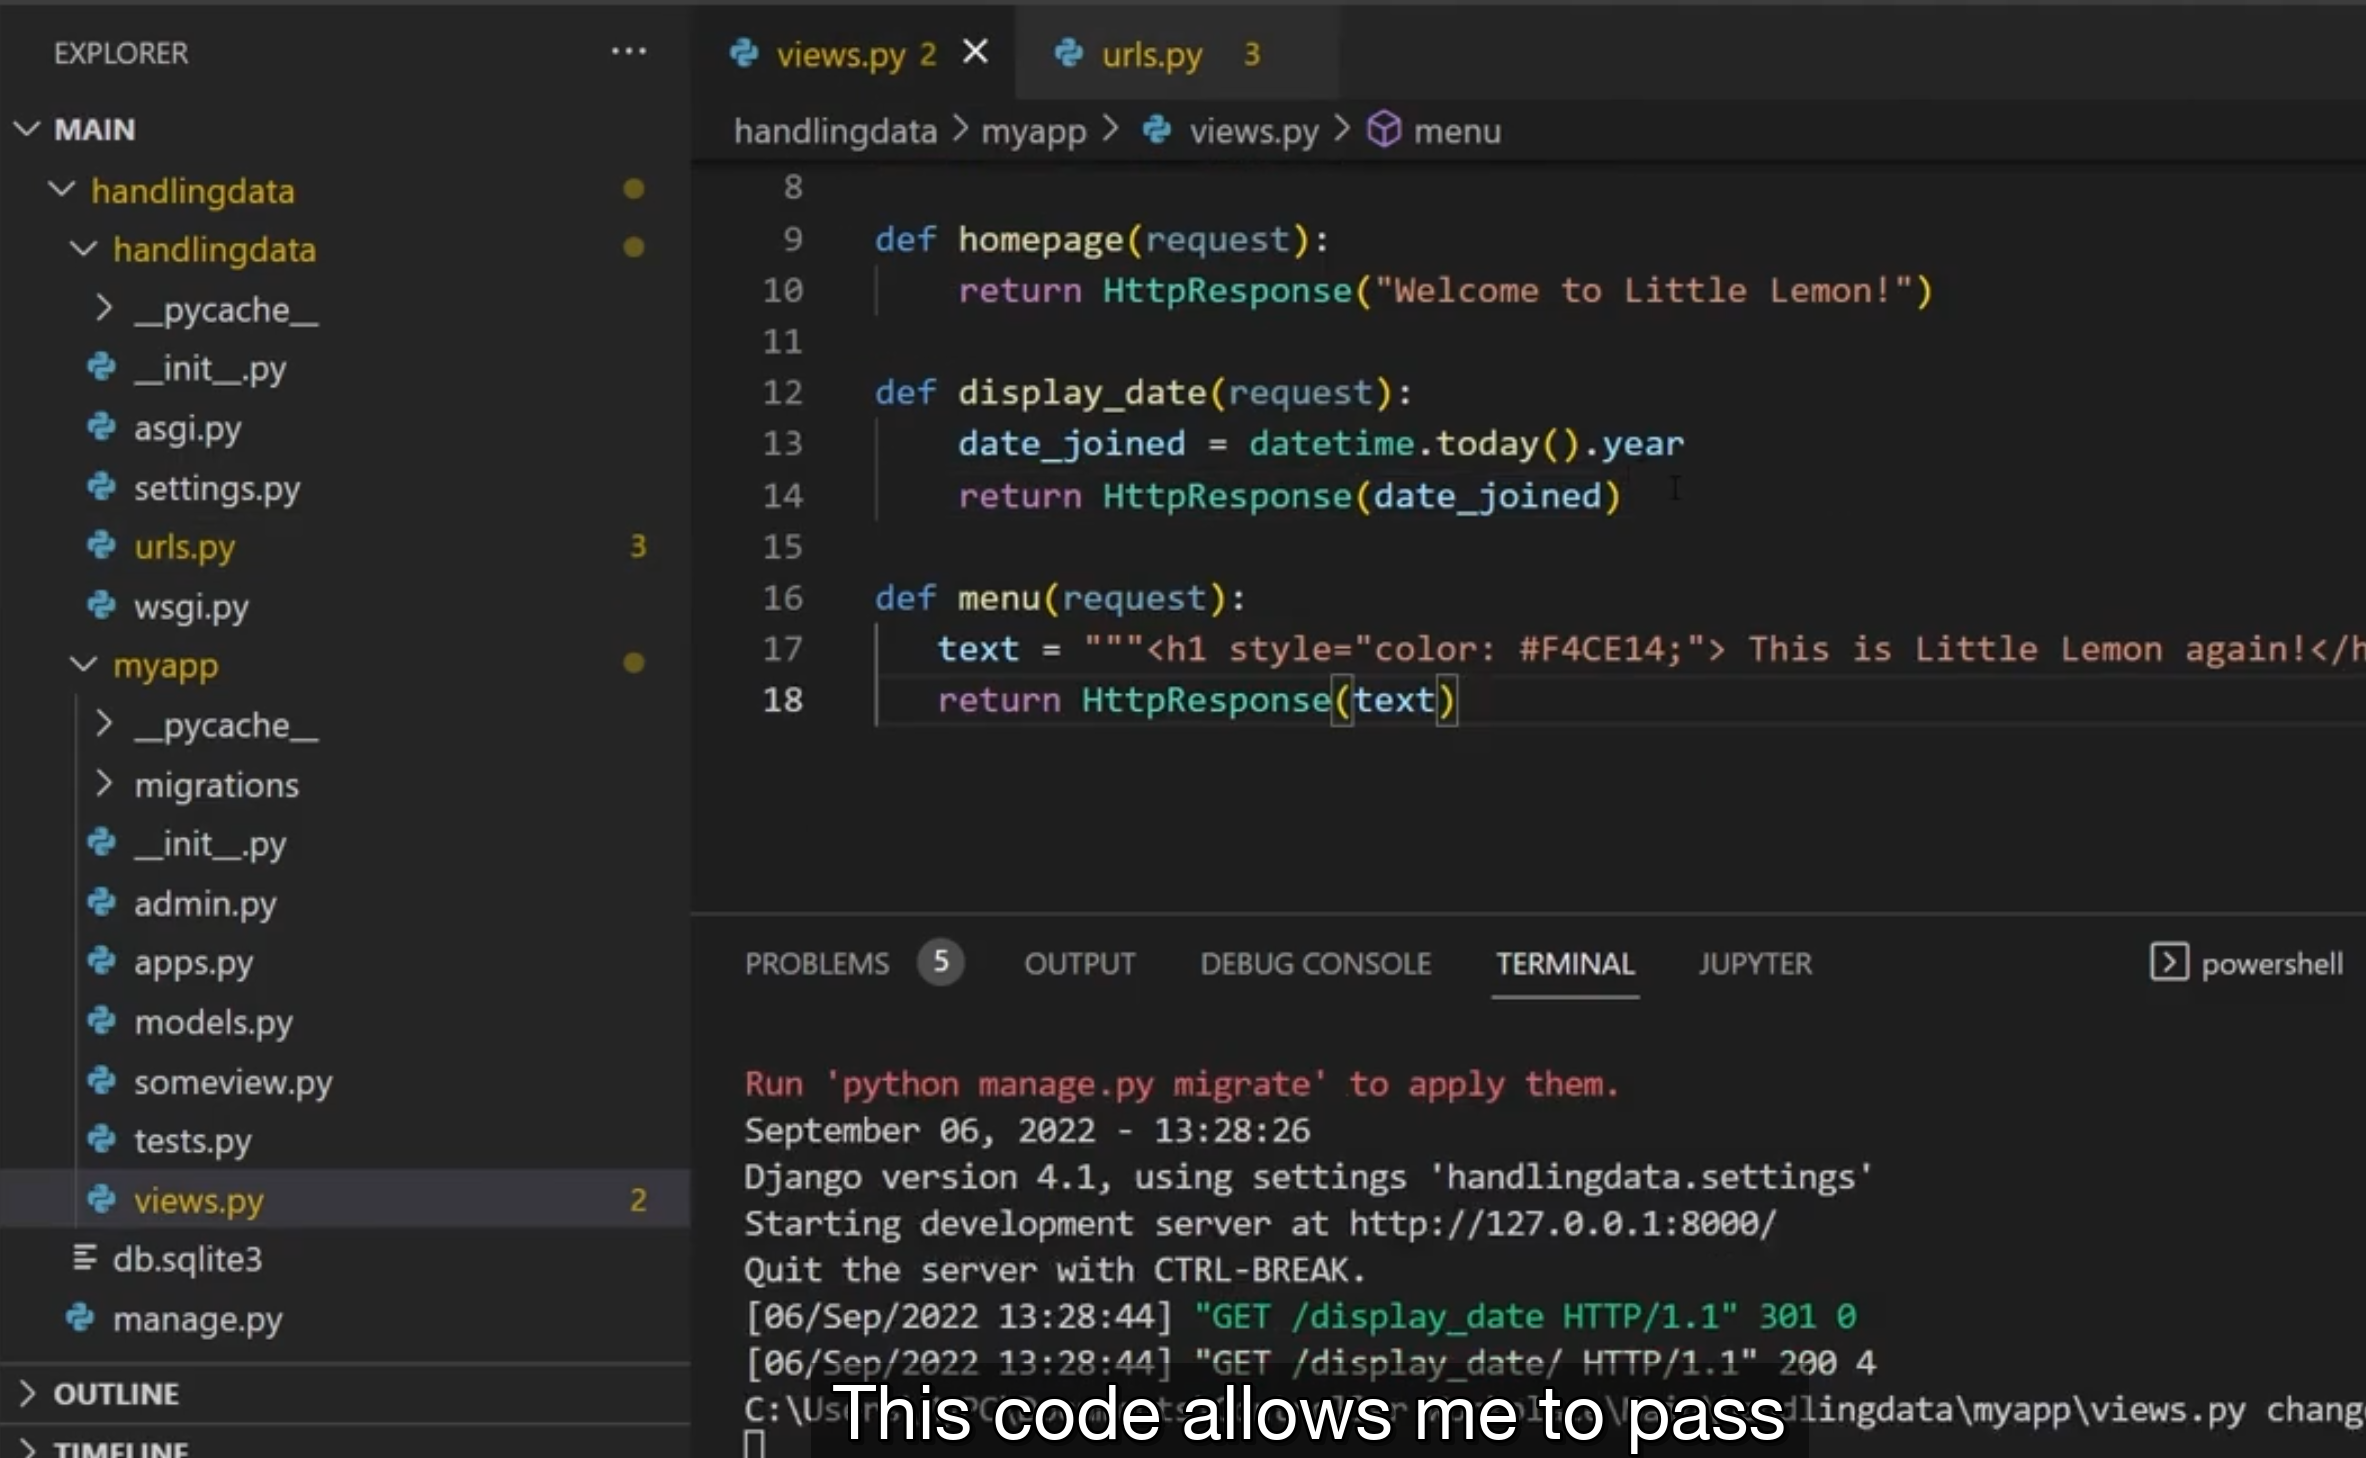 EXPLORER
MAIN
handlingdata
handlingdata
__pycache__
__init__.py
asgi.py
settings.py
urls.py 3
wsgi.py
myapp
__pycache__
migrations
__init__.py
admin.py
apps.py
models.py
someview.py
tests.py
views.py 2
db.sqlite3
manage.py
OUTLINE
TIMELINE
views.py 2 urls.py 3
handlingdata > myapp > views.py > menu
8
9 def homepage(request):
10 return HttpResponse("Welcome to Little Lemon!")
11
12 def display_date(request):
13 date_joined = datetime.today().year
14 return HttpResponse(date_joined)
15
16 def menu(request):
17 text = """<h1 style="color: #F4CE14;"> This is Little Lemon again!</h
18 return HttpResponse(text)
PROBLEMS 5 OUTPUT DEBUG CONSOLE TERMINAL JUPYTER powershell
Run 'python manage.py migrate' to apply them.
September 06, 2022 - 13:28:26
Django version 4.1, using settings 'handlingdata.settings'
Starting development server at http://127.0.0.1:8000/
Quit the server with CTRL-BREAK.
[06/Sep/2022 13:28:44] "GET /display_date HTTP/1.1" 301 0
[06/Sep/2022 13:28:44] "GET /display_date/ HTTP/1.1" 200 4
C:\Us lingdata\myapp\views.py chang
This code allows me to pass